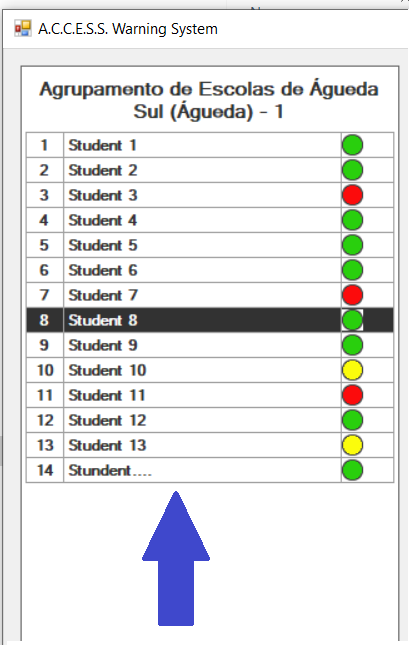 A.C.C.E.S.S. Warning System
Agrupamento de Escolas de Águeda
Sul (Águeda) - 1
1 Student 1
2 Student 2
3 Student 3
4 Student 4
5 Student 5
6 Student 6
7 Student 7
8 Student 8
9 Student 9
10 Student 10
11 Student 11
12 Student 12
13 Student 13
14 Stundent....